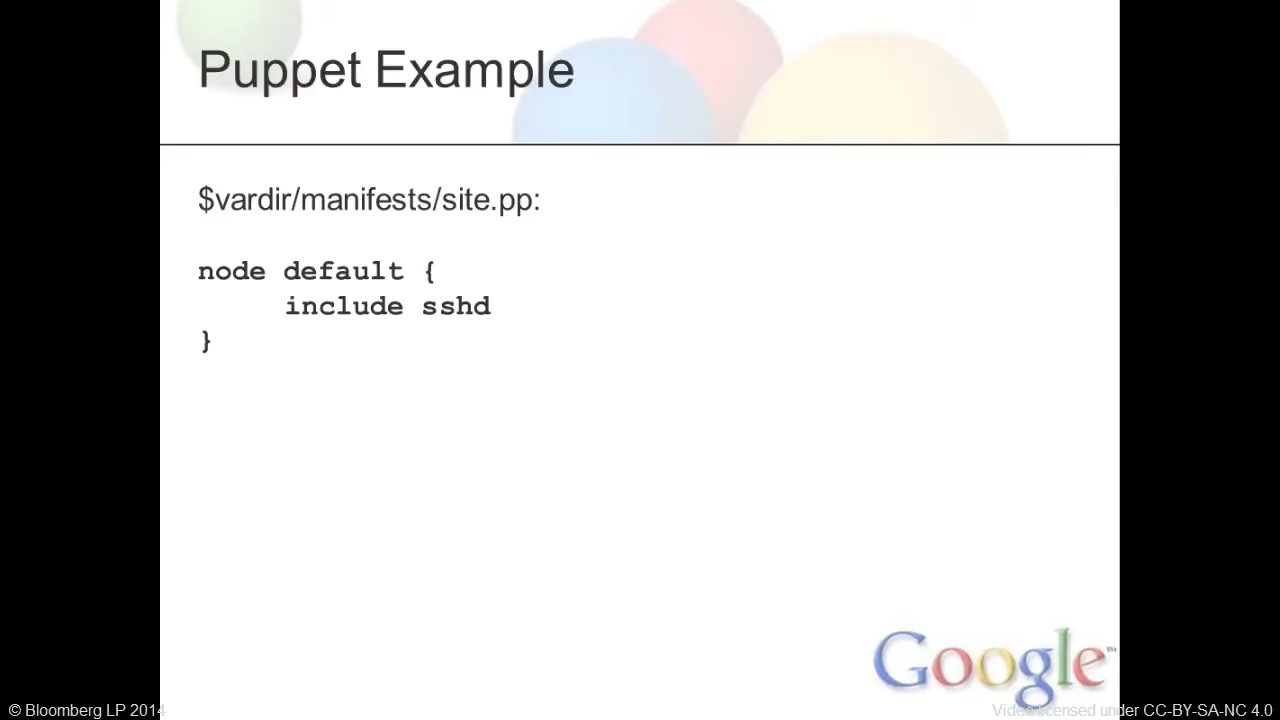 Puppet Example
$vardir/manifests/site.pp:
node default {
include sshd
}
Google™
© Bloomberg LP 2014
Video licensed under CC-BY-SA-NC 4.0